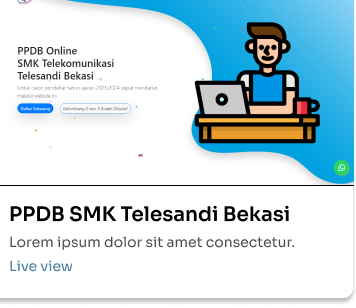 PPDB Online
SMK Telekomunikasi
Telesandi Bekasi
Untuk calon pendaftar tahun ajaran 2023/2024 dapat mendaftar
melalui website ini.
Daftar Sekarang
Gelombang 2 sesi 3 Sudah Dibuka!
PPDB SMK Telesandi Bekasi
Lorem ipsum dolor sit amet consectetur.
Live view